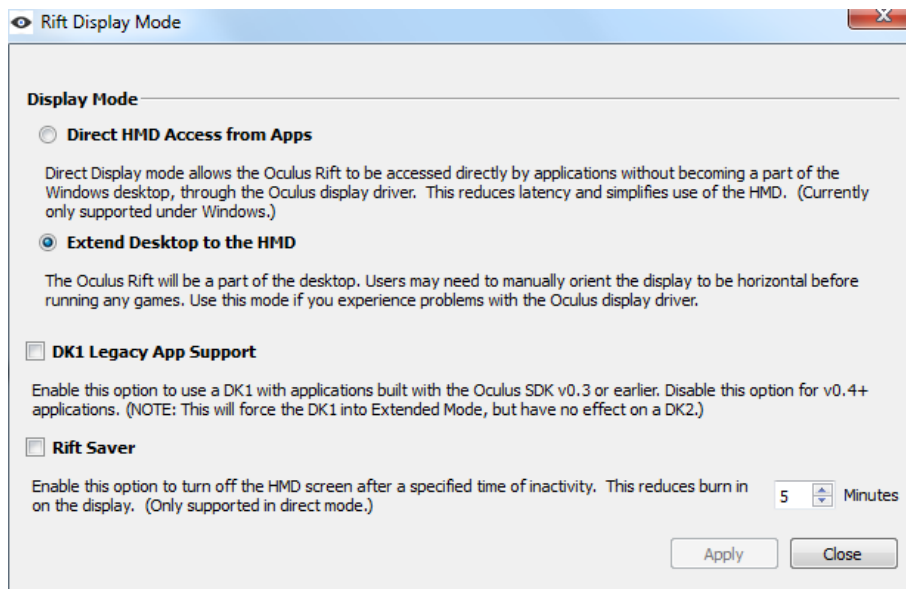 Rift Display Mode
Display Mode
Direct HMD Access from Apps
Direct Display mode allows the Oculus Rift to be accessed directly by applications without becoming a part of the
Windows desktop, through the Oculus display driver.  This reduces latency and simplifies use of the HMD.  (Currently
only supported under Windows.)
Extend Desktop to the HMD
The Oculus Rift will be a part of the desktop. Users may need to manually orient the display to be horizontal before
running any games. Use this mode if you experience problems with the Oculus display driver.
DK1 Legacy App Support
Enable this option to use a DK1 with applications built with the Oculus SDK v0.3 or earlier. Disable this option for v0.4+
applications. (NOTE: This will force the DK1 into Extended Mode, but have no effect on a DK2.)
Rift Saver
Enable this option to turn off the HMD screen after a specified time of inactivity.  This reduces burn in
on the display.  (Only supported in direct mode.)
5 Minutes
Apply Close